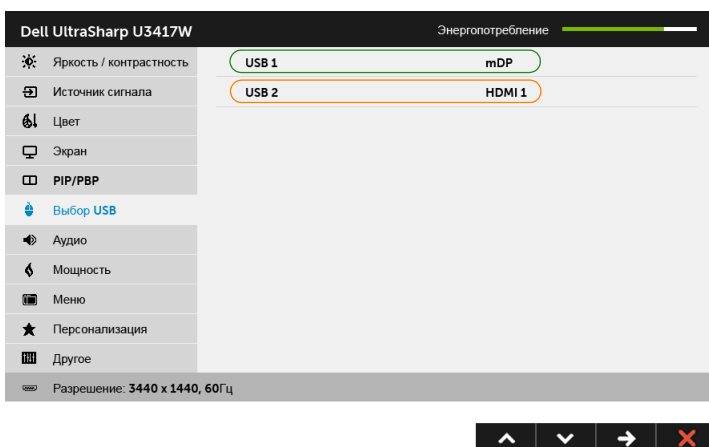 Dell UltraSharp U3417W Энергопотребление
Яркость / контрастность USB 1 mDP
Источник сигнала USB 2 HDMI 1
Цвет
Экран
PIP/PBP
Выбор USB
Аудио
Мощность
Меню
Персонализация
Другое
Разрешение: 3440 x 1440, 60Гц